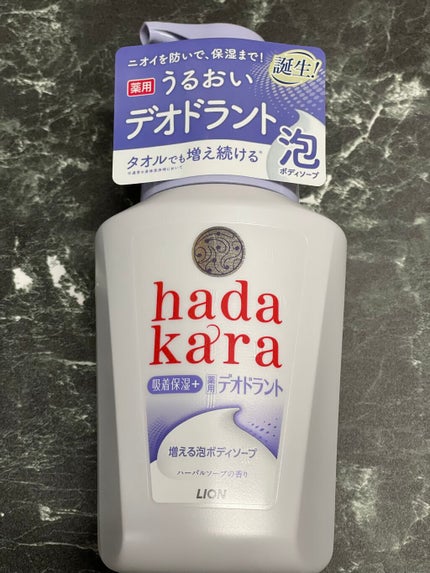 ニオイを防いで、保湿まで!
誕生!
薬用
うるおい
デオドラント
タオルでも増え続ける※
泡
ボディソープ
hada
kara
吸着保湿+
薬用
デオドラント
増える泡ボディソープ
ハーバルソープの香り
LION